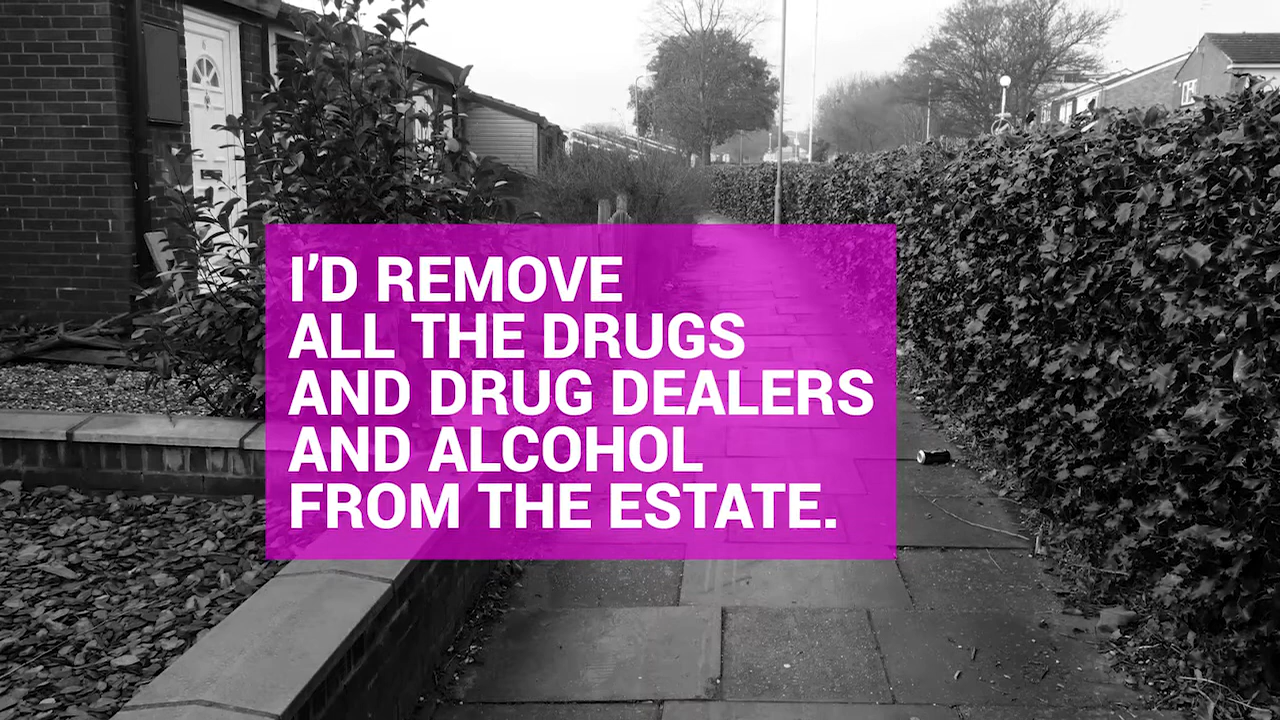 I’D REMOVE
ALL THE DRUGS
AND DRUG DEALERS
AND ALCOHOL
FROM THE ESTATE.